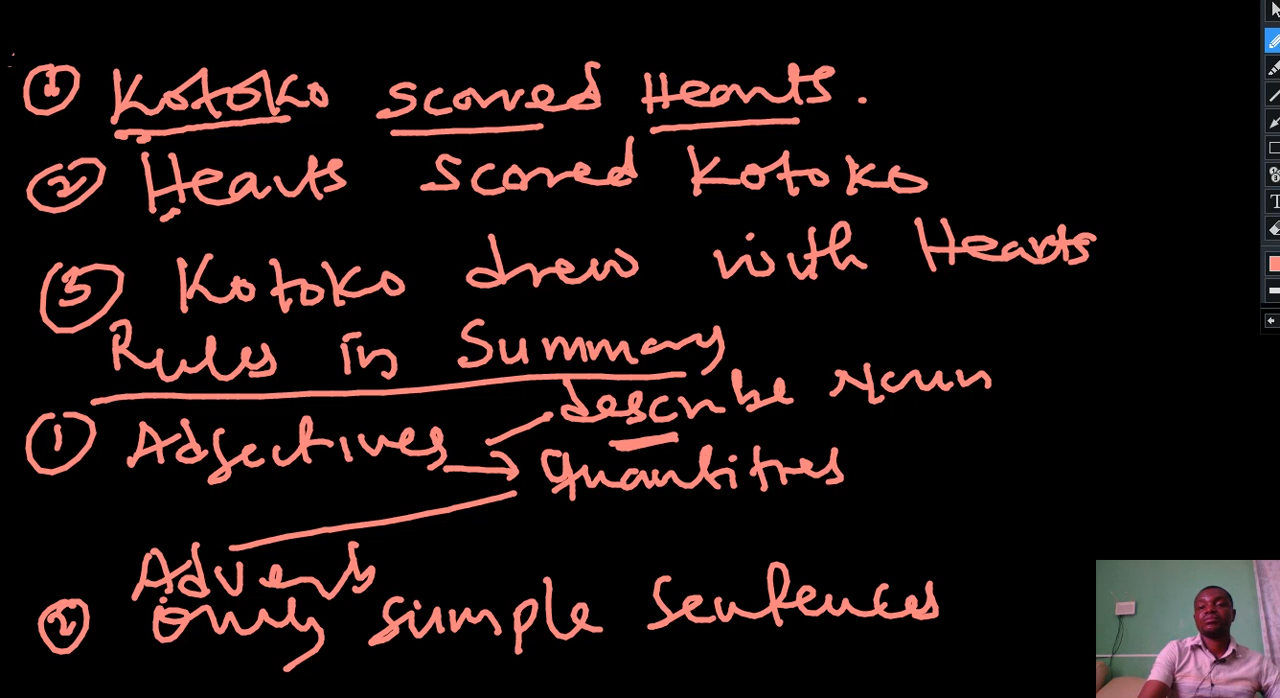 ① Kotoko scored Hearts.
② Hearts scored Kotoko
③ Kotoko drew with Hearts
Rules in Summary
① Adjectives describe Noun
quantities
Adverb
② only simple sentences